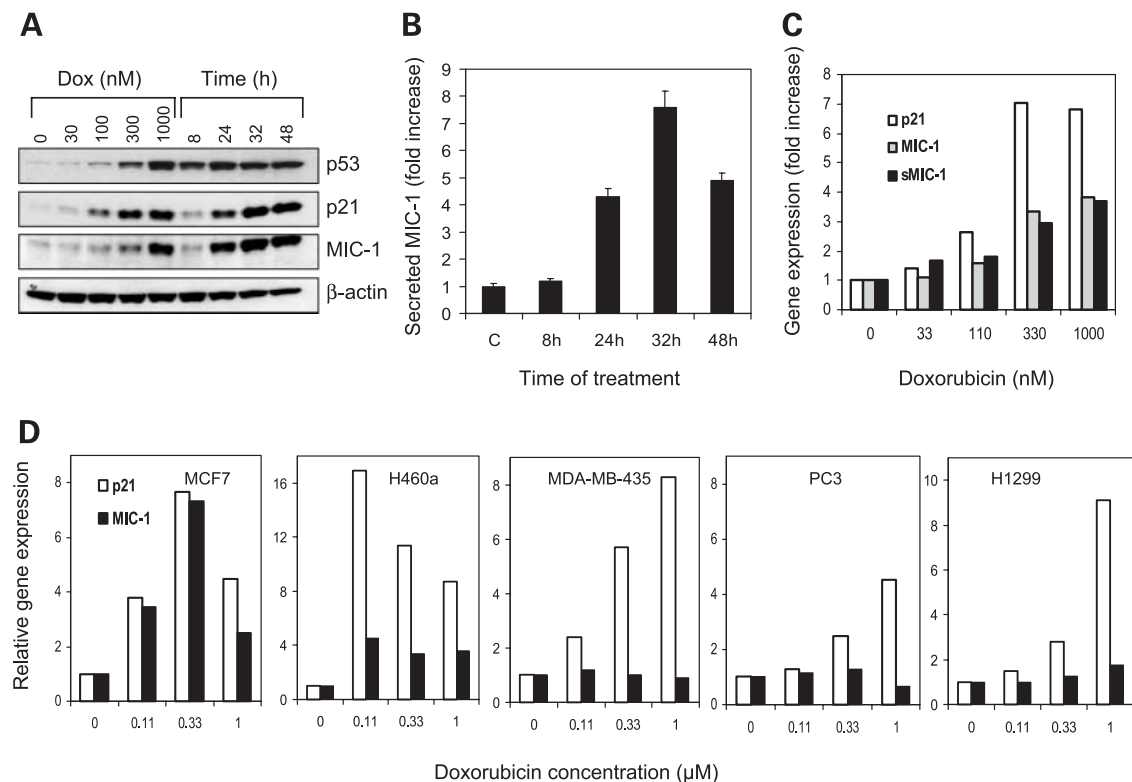 A
Dox (nM) Time (h)
0 30 100 300 1000 8 24 32 48
p53
p21
MIC-1
β-actin
B
Secreted MIC-1 (fold increase)
9
8
7
6
5
4
3
2
1
0
C 8h 24h 32h 48h
Time of treatment
C
Gene expression (fold increase)
8
7
6
5
4
3
2
1
0
p21
MIC-1
sMIC-1
0 33 110 330 1000
Doxorubicin (nM)
D
Relative gene expression
MCF7
8
6
4
2
0
p21
MIC-1
0 0.11 0.33 1
H460a
16
12
8
4
0
0 0.11 0.33 1
MDA-MB-435
8
6
4
2
0
0 0.11 0.33 1
PC3
8
6
4
2
0
0 0.11 0.33 1
H1299
10
8
6
4
2
0
0 0.11 0.33 1
Doxorubicin concentration (µM)